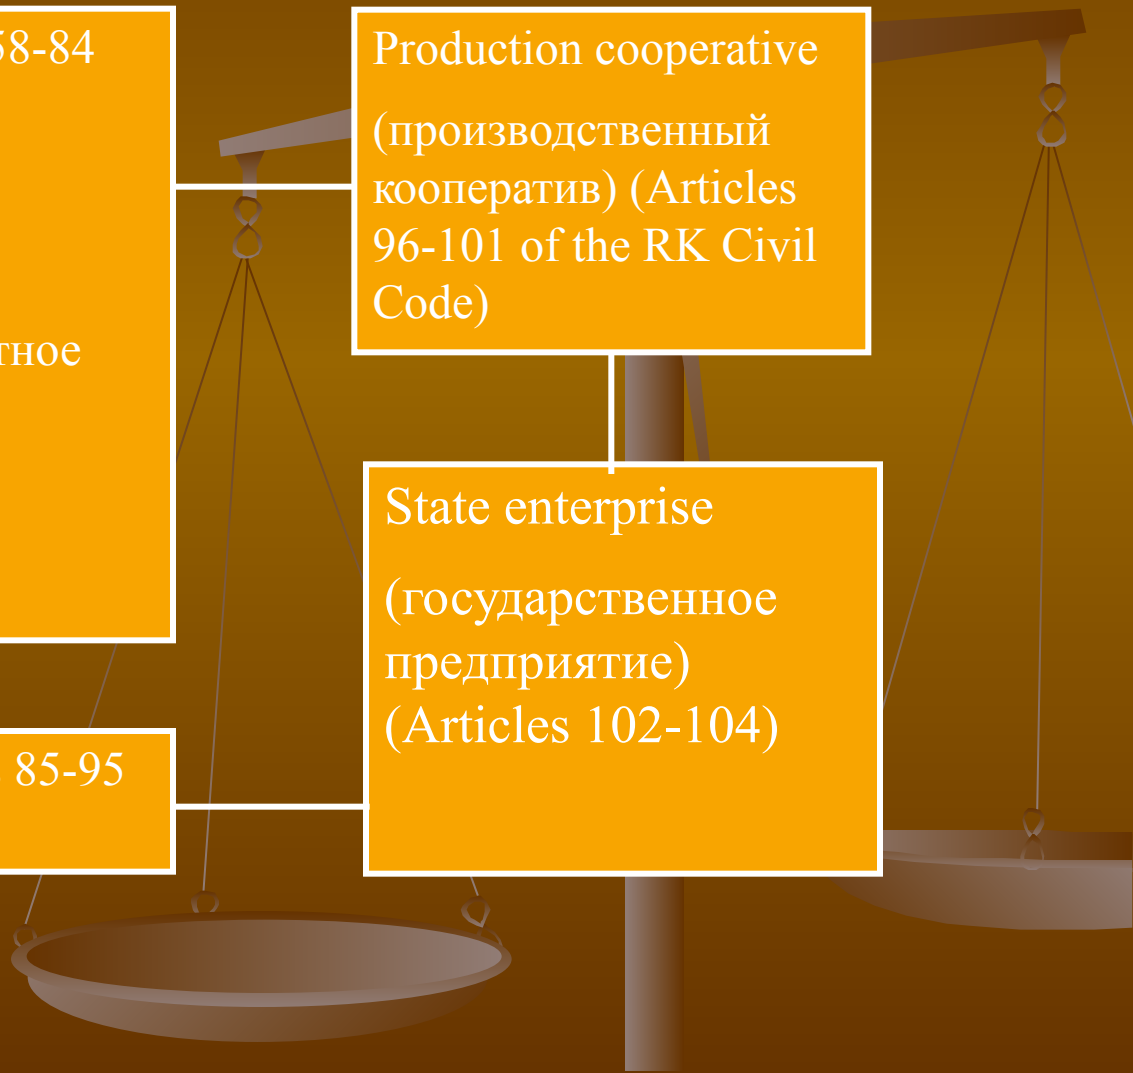 58-84
тное
85-95
Production cooperative
(производственный
кооператив) (Articles
96-101 of the RK Civil
Code)
State enterprise
(государственное
предприятие)
(Articles 102-104)